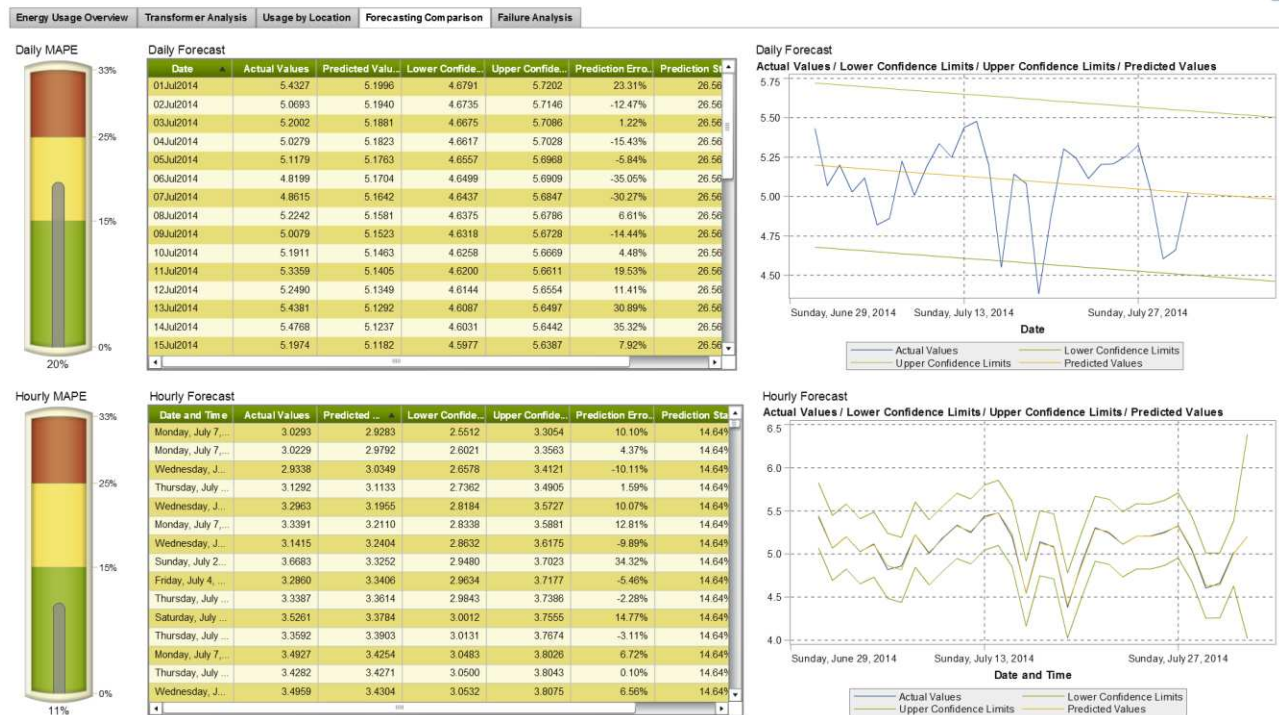 Energy Usage Overview Transformer Analysis Usage by Location Forecasting Comparison Failure Analysis
Daily MAPE
33%
25%
15%
0%
20%
Daily Forecast
Date Actual Values Predicted Valu... Lower Confide... Upper Confide... Prediction Erro... Prediction St
01Jul2014 5.4327 5.1996 4.6791 5.7202 23.31% 26.56
02Jul2014 5.0693 5.1940 4.6735 5.7146 -12.47% 26.56
03Jul2014 5.2002 5.1881 4.6675 5.7086 1.22% 26.56
04Jul2014 5.0279 5.1823 4.6617 5.7028 -15.43% 26.56
05Jul2014 5.1179 5.1763 4.6557 5.6968 -5.84% 26.56
06Jul2014 4.8199 5.1704 4.6499 5.6909 -35.05% 26.56
07Jul2014 4.8615 5.1642 4.6437 5.6847 -30.27% 26.56
08Jul2014 5.2242 5.1581 4.6375 5.6786 6.61% 26.56
09Jul2014 5.0079 5.1523 4.6318 5.6728 -14.44% 26.56
10Jul2014 5.1911 5.1463 4.6258 5.6669 4.48% 26.56
11Jul2014 5.3359 5.1405 4.6200 5.6611 19.53% 26.56
12Jul2014 5.2490 5.1349 4.6144 5.6554 11.41% 26.56
13Jul2014 5.4381 5.1292 4.6087 5.6497 30.89% 26.56
14Jul2014 5.4768 5.1237 4.6031 5.6442 35.32% 26.56
15Jul2014 5.1974 5.1182 4.5977 5.6387 7.92% 26.56
Daily Forecast
Actual Values / Lower Confidence Limits / Upper Confidence Limits / Predicted Values
5.75
5.50
5.25
5.00
4.75
4.50
Sunday, June 29, 2014 Sunday, July 13, 2014 Sunday, July 27, 2014
Date
Actual Values Lower Confidence Limits
Upper Confidence Limits Predicted Values
Hourly MAPE
33%
25%
15%
0%
11%
Hourly Forecast
Date and Time Actual Values Predicted ... Lower Confide... Upper Confide... Prediction Erro... Prediction Sta
Monday, July 7,... 3.0293 2.9283 2.5512 3.3054 10.10% 14.64%
Monday, July 7,... 3.0229 2.9792 2.6021 3.3563 4.37% 14.64%
Wednesday, J... 2.9338 3.0349 2.6578 3.4121 -10.11% 14.64%
Thursday, July ... 3.1292 3.1133 2.7362 3.4905 1.59% 14.64%
Wednesday, J... 3.2963 3.1955 2.8184 3.5727 10.07% 14.64%
Monday, July 7,... 3.3391 3.2110 2.8338 3.5881 12.81% 14.64%
Wednesday, J... 3.1415 3.2404 2.8632 3.6175 -9.89% 14.64%
Sunday, July 2... 3.6683 3.3252 2.9480 3.7023 34.32% 14.64%
Friday, July 4, ... 3.2860 3.3406 2.9634 3.7177 -5.46% 14.64%
Thursday, July ... 3.3387 3.3614 2.9843 3.7386 -2.28% 14.64%
Saturday, July ... 3.5261 3.3784 3.0012 3.7555 14.77% 14.64%
Thursday, July ... 3.3592 3.3903 3.0131 3.7674 -3.11% 14.64%
Monday, July 7,... 3.4927 3.4254 3.0483 3.8026 6.72% 14.64%
Thursday, July ... 3.4282 3.4271 3.0500 3.8043 0.10% 14.64%
Wednesday, J... 3.4959 3.4304 3.0532 3.8075 6.56% 14.64%
Hourly Forecast
Actual Values / Lower Confidence Limits / Upper Confidence Limits / Predicted Values
6.5
6.0
5.5
5.0
4.5
4.0
Sunday, June 29, 2014 Sunday, July 13, 2014 Sunday, July 27, 2014
Date and Time
Actual Values Lower Confidence Limits
Upper Confidence Limits Predicted Values